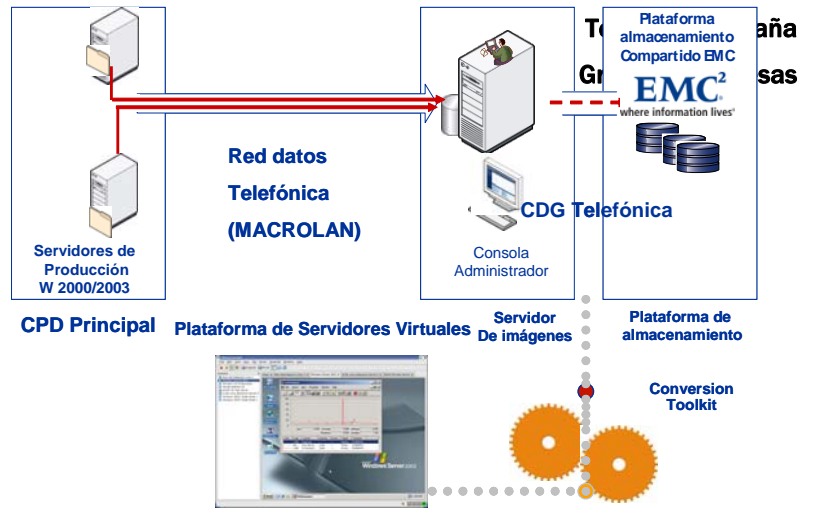 Plataforma
almacenamiento
Compartido EMC
EMC²
where information lives®
Red datos
Telefónica
(MACROLAN)
CDG Telefónica
Servidores de
Producción
W 2000/2003
Consola
Administrador
CPD Principal
Plataforma de Servidores Virtuales
Servidor
De imágenes
Plataforma de
almacenamiento
Conversion
Toolkit
Windows Server